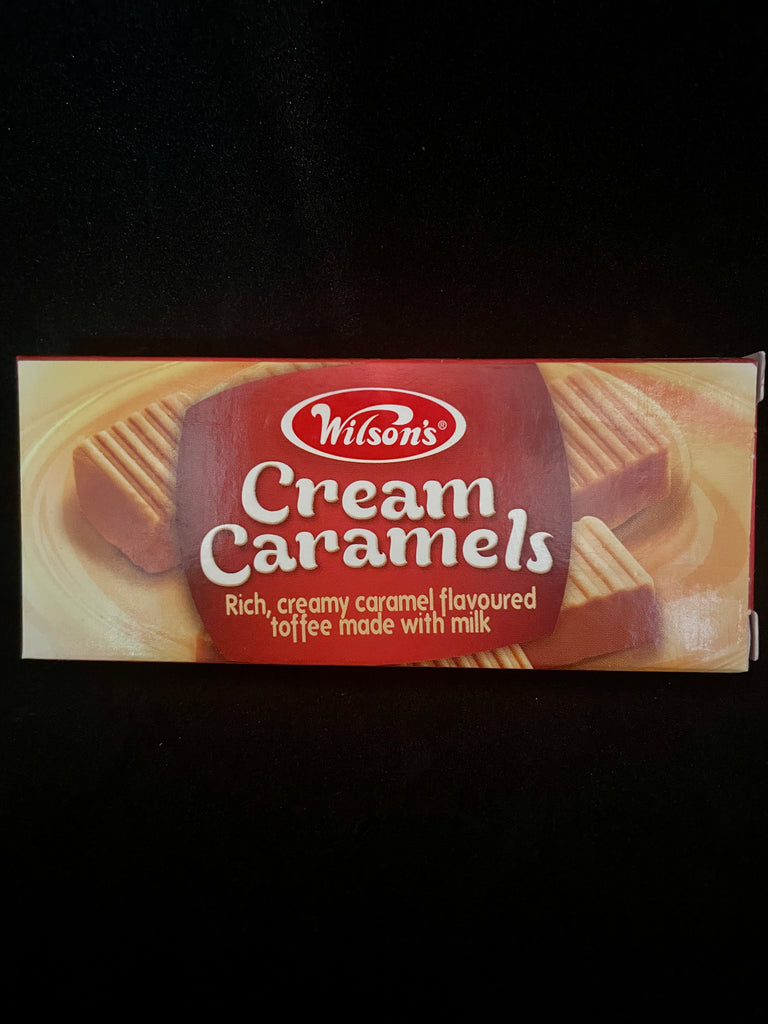 Wilson's®
Cream
Caramels
Rich, creamy caramel flavoured
toffee made with milk